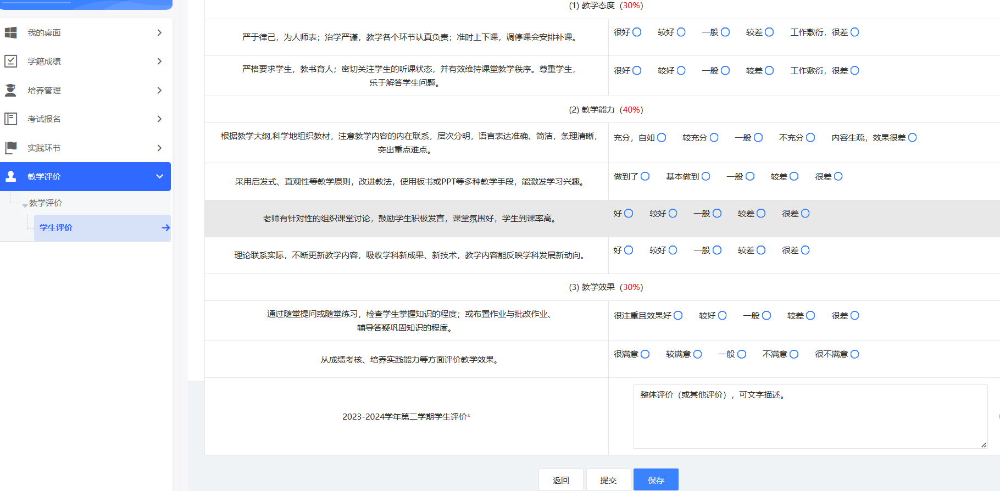 我的桌面
学籍成绩
培养管理
考试报名
实践环节
教学评价
教学评价
学生评价
(1) 教学态度（30%）
严于律己，为人师表；治学严谨，教学各个环节认真负责；准时上下课，调停课会安排补课。
很好 较好 一般 较差 工作敷衍，很差
严格要求学生，教书育人；密切关注学生的听课状态，并有效维持课堂教学秩序。尊重学生，
乐于解答学生问题。
很好 较好 一般 较差 工作敷衍，很差
(2) 教学能力（40%）
根据教学大纲,科学地组织教材，注意教学内容的内在联系，层次分明，语言表达准确、简洁，条理清晰，
突出重点难点。
充分，自如 较充分 一般 不充分 内容生疏，效果很差
采用启发式、直观性等教学原则，改进教法，使用板书或PPT等多种教学手段，能激发学习兴趣。
做到了 基本做到 一般 较差 很差
老师有针对性的组织课堂讨论，鼓励学生积极发言，课堂氛围好，学生到课率高。
好 较好 一般 较差 很差
理论联系实际，不断更新教学内容，吸收学科新成果、新技术，教学内容能反映学科发展新动向。
好 较好 一般 较差 很差
(3) 教学效果（30%）
通过随堂提问或随堂练习，检查学生掌握知识的程度；或布置作业与批改作业、
辅导答疑巩固知识的程度。
很注重且效果好 较好 一般 较差 很差
从成绩考核、培养实践能力等方面评价教学效果。
很满意 较满意 一般 不满意 很不满意
2023-2024学年第二学期学生评价*
整体评价（或其他评价），可文字描述。
返回 提交 保存